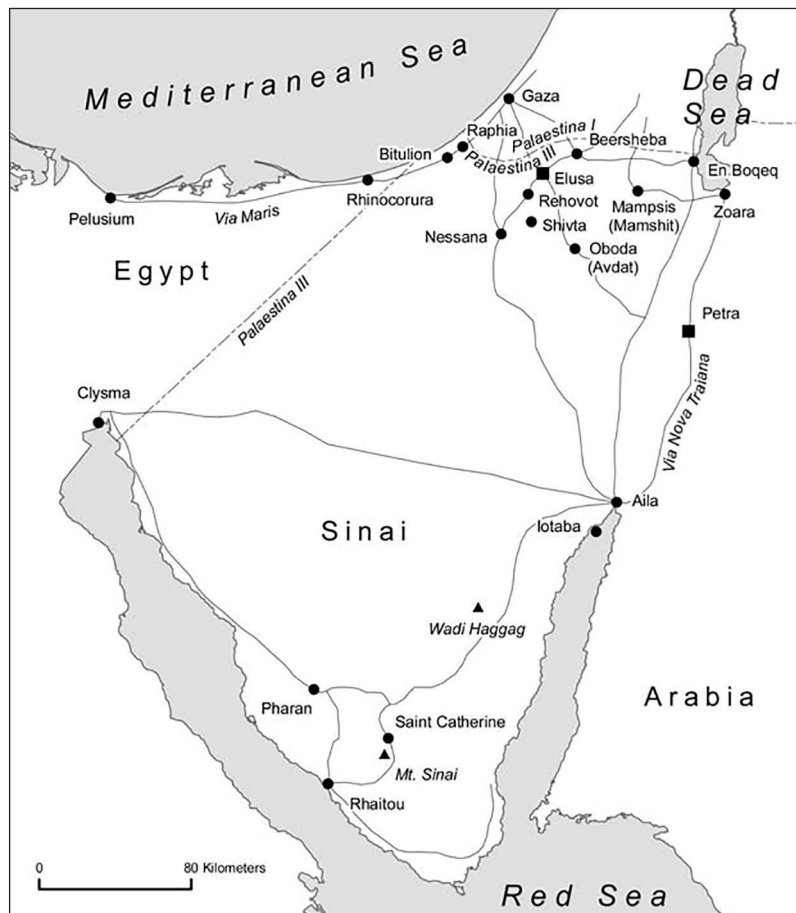 Mediterranean Sea
Dead
Sea
Gaza
Raphia
Palaestina I
Beersheba
Bitulion
Palaestina III
En Boqeq
Elusa
Pelusium
Via Maris
Rhinocorura
Rehovot
Mampsis
(Mamshit)
Zoara
Nessana
Shivta
Oboda
(Avdat)
Egypt
Palaestina III
Petra
Via Nova Traiana
Clysma
Aila
Sinai
Iotaba
Wadi Haggag
Pharan
Arabia
Saint Catherine
Mt. Sinai
Rhaitou
0 80 Kilometers
Red Sea